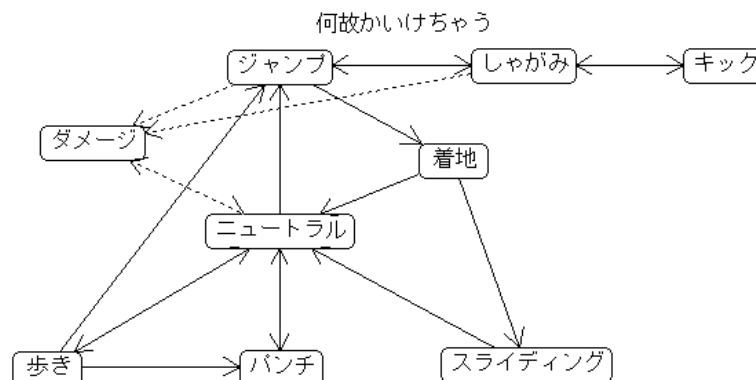 何故かいけちゃう
ジャンプ
しゃがみ
キック
ダメージ
着地
ニュートラル
歩き
パンチ
スライディング